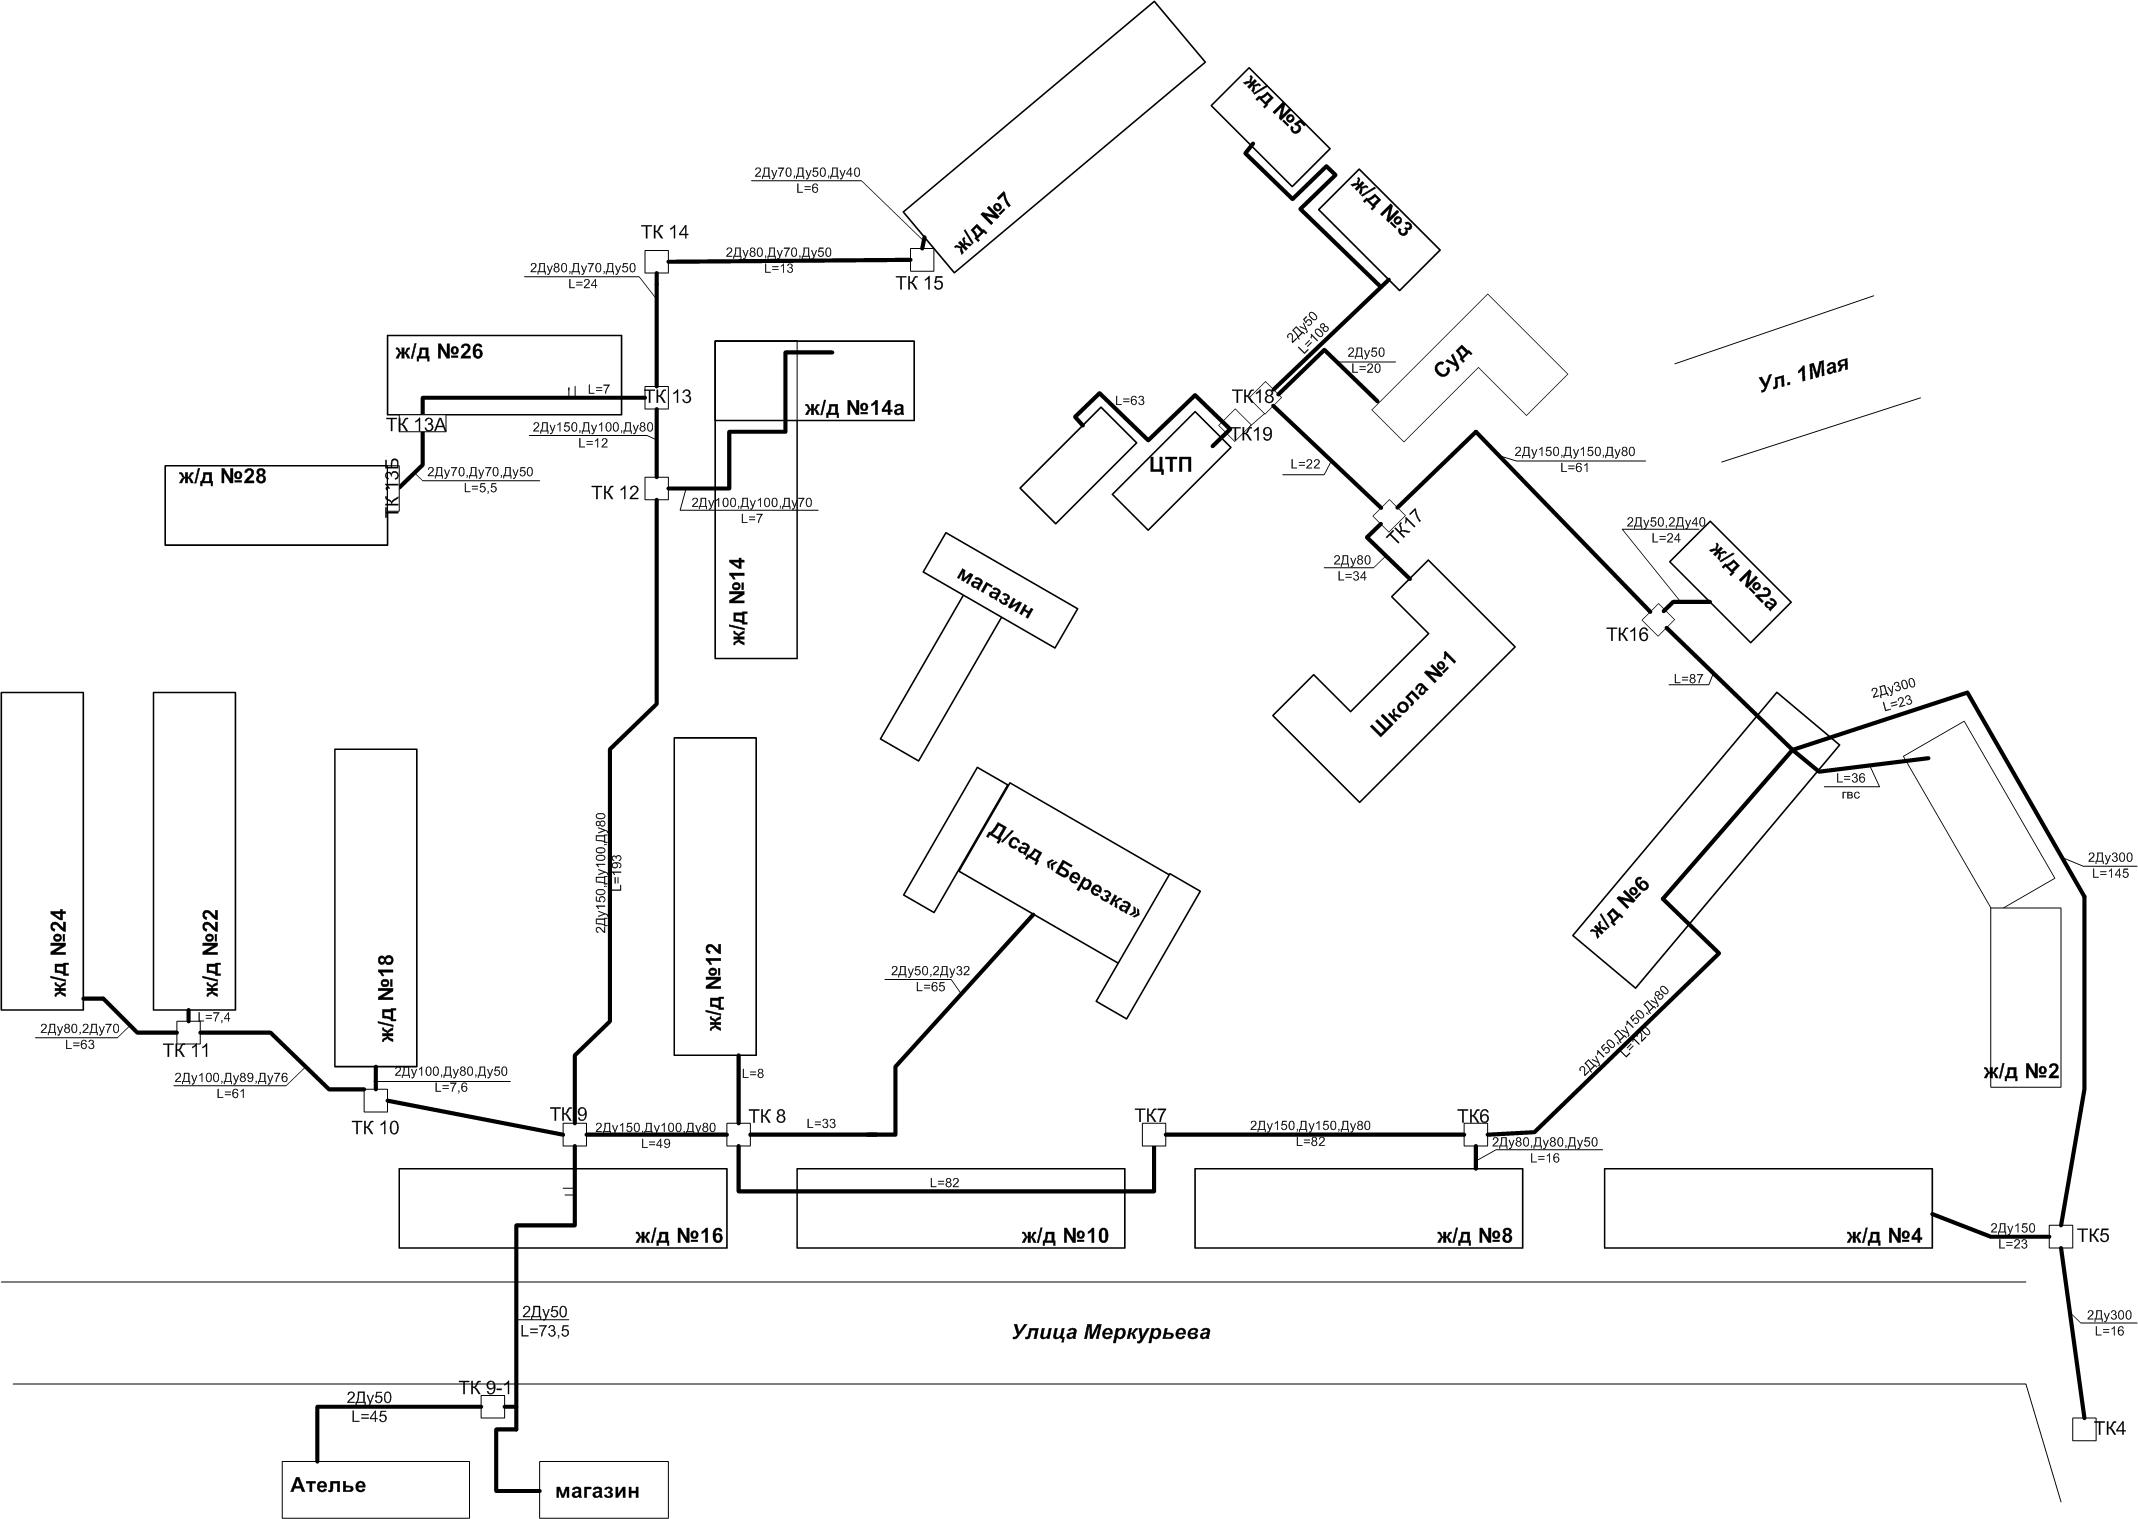 ж/д №5
ж/д №3
2Ду70,Ду50,Ду40
L=6
ж/д №7
ТК 14
2Ду80,Ду70,Ду50
L=13
ТК 15
2Ду80,Ду70,Ду50
L=24
2Ду50
L=108
2Ду50
L=20
Суд
Ул. 1Мая
ж/д №26
L=7
ТК 13
ТК 13А
2Ду150,Ду100,Ду80
L=12
ж/д №14а
L=63
ТК18
ТК19
ЦТП
L=22
2Ду150,Ду150,Ду80
L=61
ж/д №28
ТК 13Б
2Ду70,Ду70,Ду50
L=5,5
ТК 12
2Ду100,Ду100,Ду70
L=7
ТК17
2Ду50,2Ду40
L=24
ж/д №2а
2Ду80
L=34
ж/д №14
магазин
ТК16
Школа №1
L=87
2Ду300
L=23
L=36
гвс
2Ду150,Ду100,Ду80
L=193
Д/сад «Березка»
2Ду300
L=145
ж/д №6
ж/д №24
ж/д №22
ж/д №18
ж/д №12
2Ду50,2Ду32
L=65
2Ду150,Ду150,Ду80
L=120
L=7,4
2Ду80,2Ду70
L=63
ТК 11
2Ду100,Ду89,Ду76
L=61
2Ду100,Ду80,Ду50
L=7,6
L=8
ж/д №2
ТК 10
ТК 9
2Ду150,Ду100,Ду80
L=49
ТК 8
L=33
ТК7
2Ду150,Ду150,Ду80
L=82
ТК6
2Ду80,Ду80,Ду50
L=16
L=82
ж/д №16
ж/д №10
ж/д №8
ж/д №4
2Ду150
L=23
ТК5
2Ду50
L=73,5
Улица Меркурьева
2Ду300
L=16
ТК 9-1
2Ду50
L=45
ТК4
Ателье
магазин